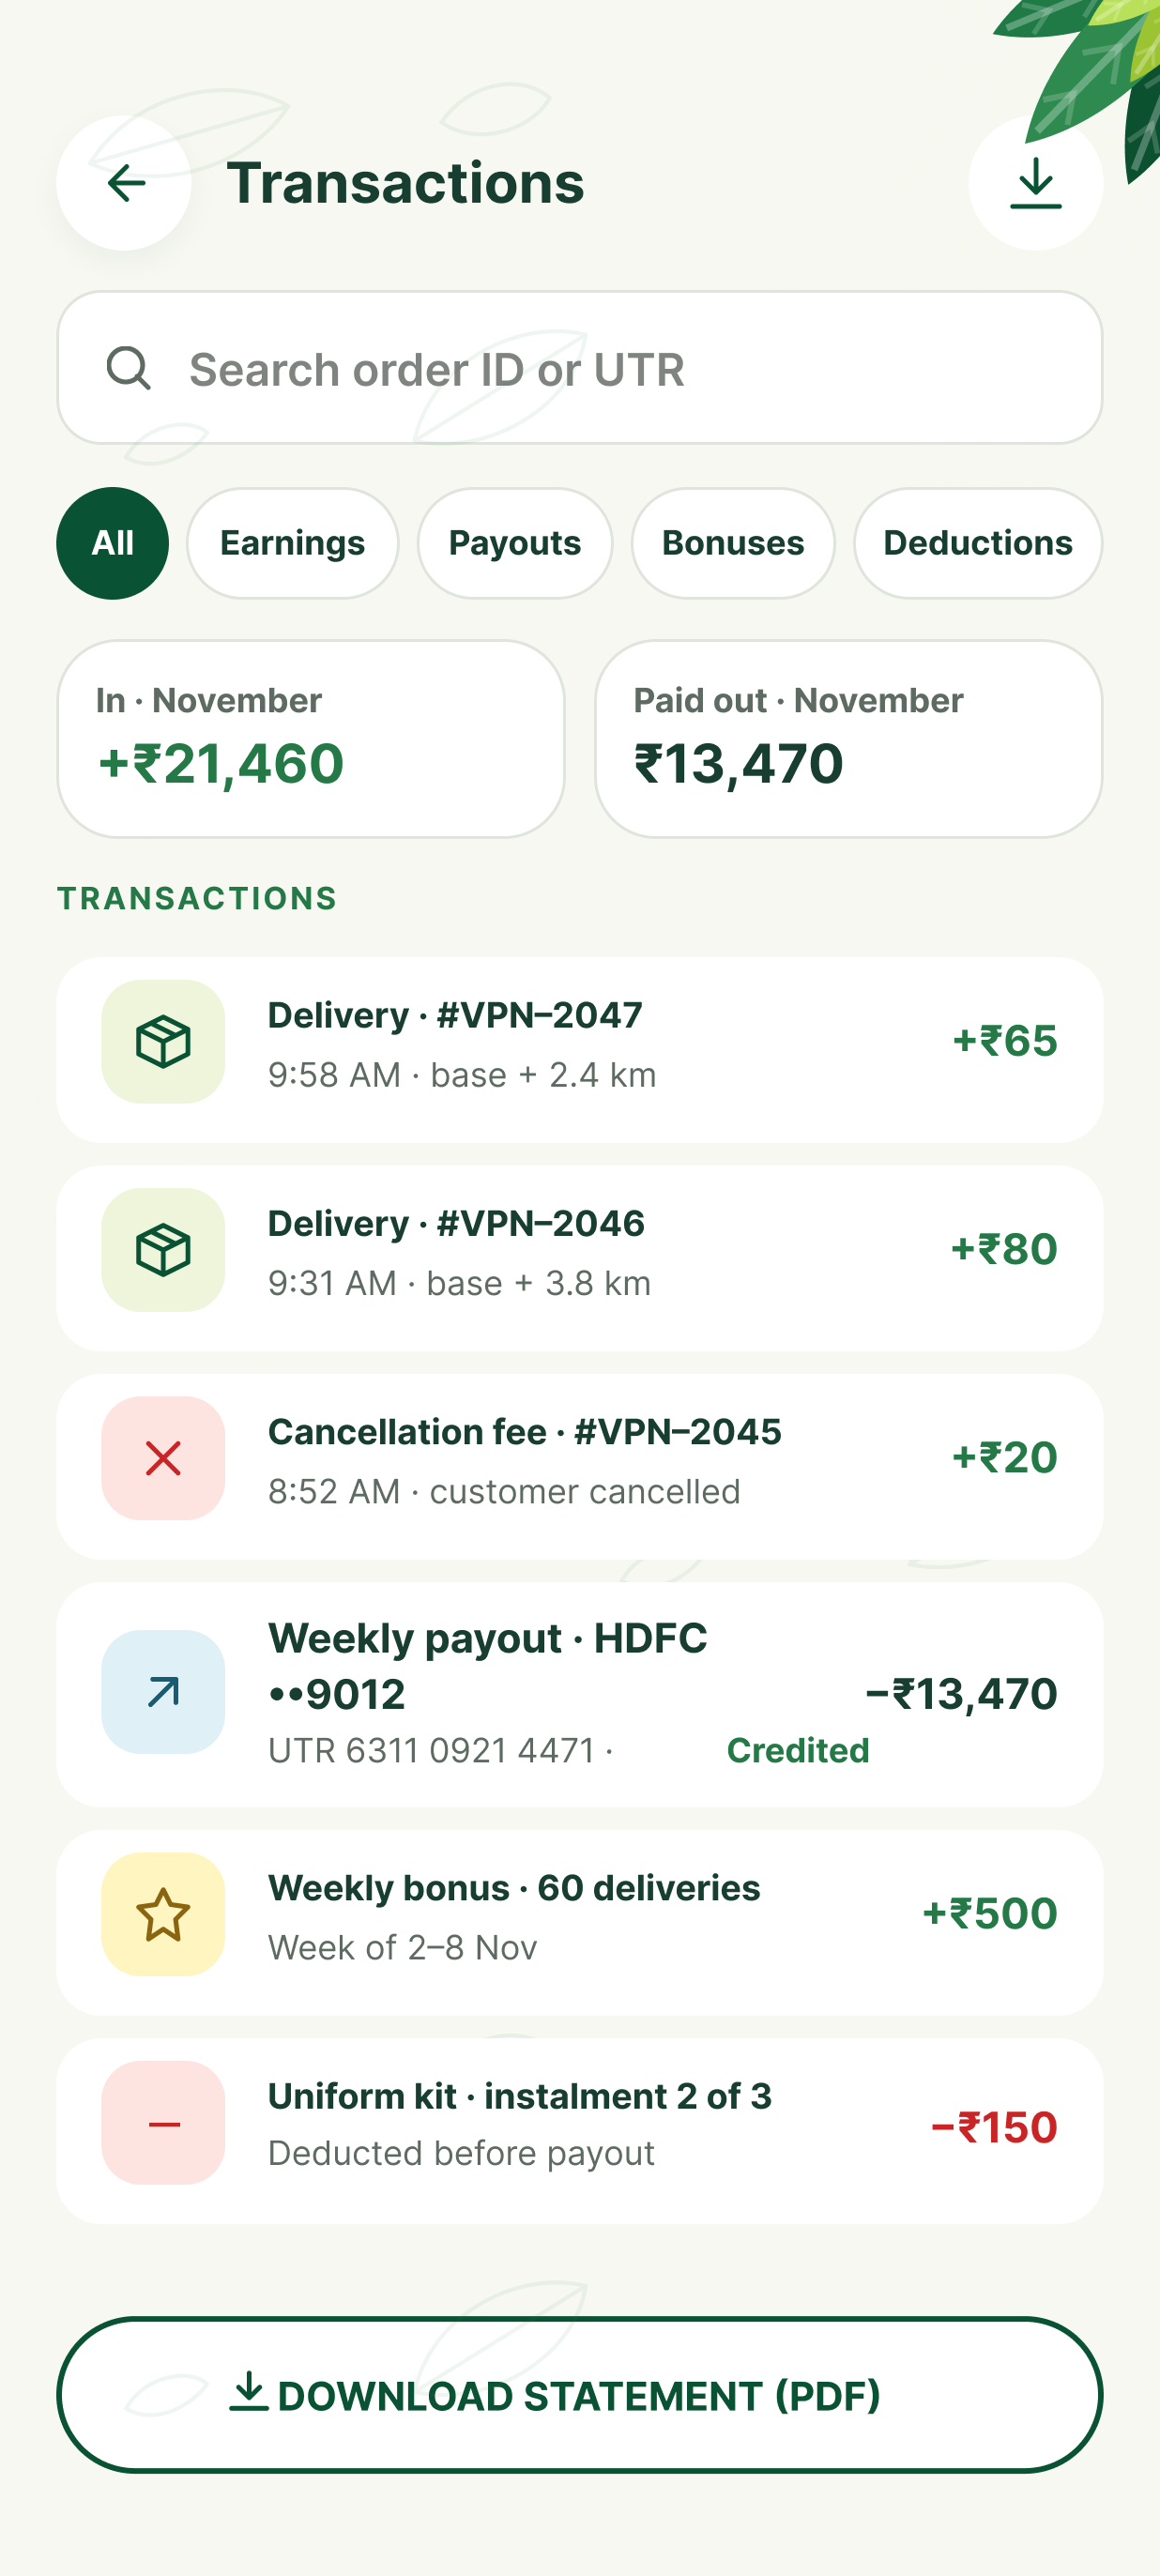 Transactions
Search order ID or UTR
All
Earnings
Payouts
Bonuses
Deductions
In · November
+₹21,460
Paid out · November
₹13,470
TRANSACTIONS
Delivery · #VPN–2047
9:58 AM · base + 2.4 km
+₹65
Delivery · #VPN–2046
9:31 AM · base + 3.8 km
+₹80
Cancellation fee · #VPN–2045
8:52 AM · customer cancelled
+₹20
Weekly payout · HDFC
••9012
−₹13,470
UTR 6311 0921 4471 ·
Credited
Weekly bonus · 60 deliveries
Week of 2–8 Nov
+₹500
Uniform kit · instalment 2 of 3
Deducted before payout
−₹150
DOWNLOAD STATEMENT (PDF)